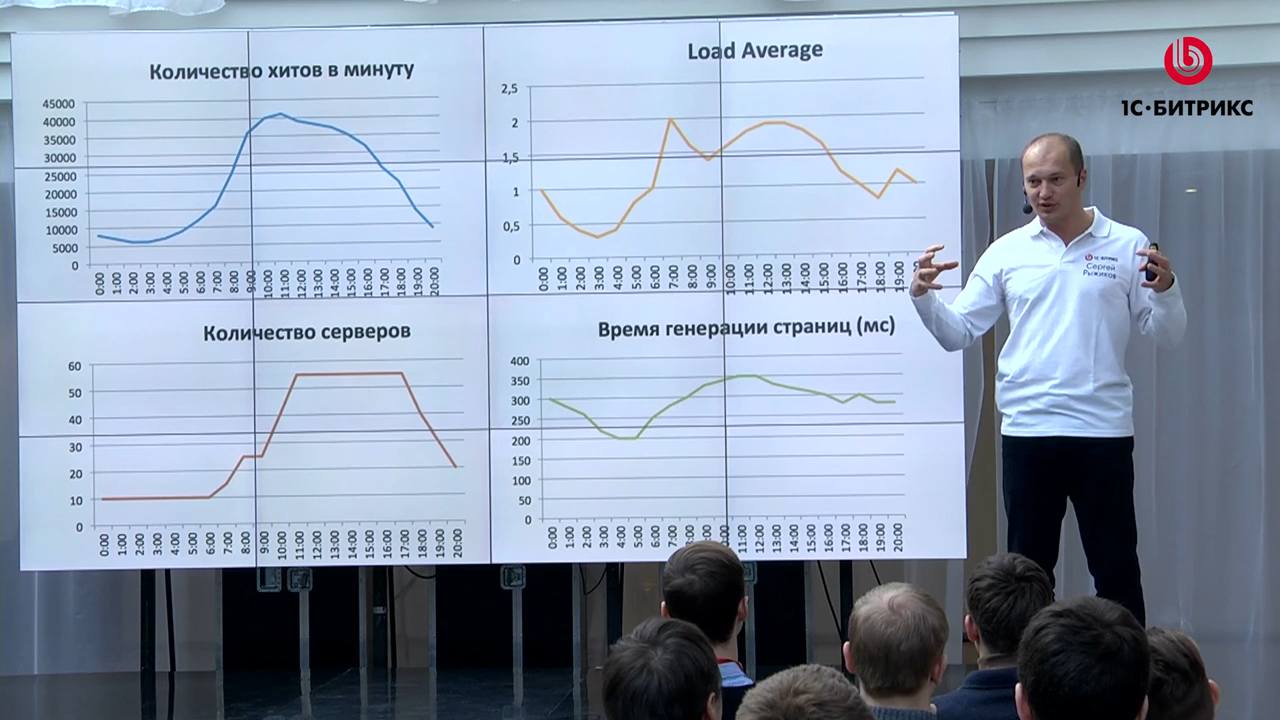 Количество хитов в минуту
45000
40000
35000
30000
25000
20000
15000
10000
5000
0
0:00 1:00 2:00 3:00 4:00 5:00 6:00 7:00 8:00 9:00 10:00 11:00 12:00 13:00 14:00 15:00 16:00 17:00 18:00 19:00 20:00
Load Average
2,5
2
1,5
1
0,5
0
0:00 1:00 2:00 3:00 4:00 5:00 6:00 7:00 8:00 9:00 10:00 11:00 12:00 13:00 14:00 15:00 16:00 17:00 18:00 19:00
1С·БИТРИКС
1С·БИТРИКС
Сергей
Рыжиков
Количество серверов
60
50
40
30
20
10
0
0:00 1:00 2:00 3:00 4:00 5:00 6:00 7:00 8:00 9:00 10:00 11:00 12:00 13:00 14:00 15:00 16:00 17:00 18:00 19:00 20:00
Время генерации страниц (мс)
400
350
300
250
200
150
100
50
0
0:00 1:00 2:00 3:00 4:00 5:00 6:00 7:00 8:00 9:00 10:00 11:00 12:00 13:00 14:00 15:00 16:00 17:00 18:00 19:00 20:00